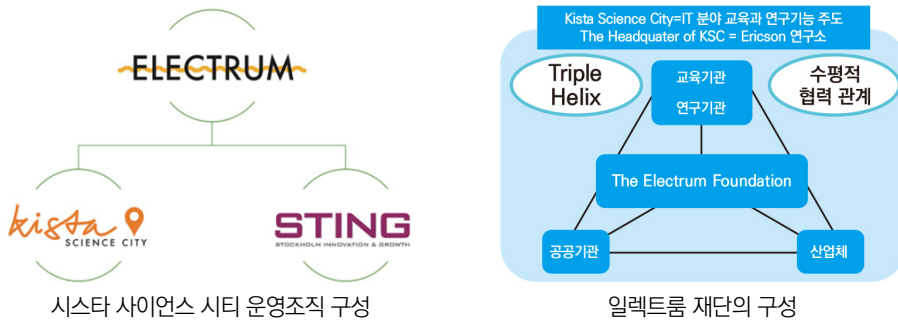 ELECTRUM
kista
SCIENCE CITY
STING
STOCKHOLM INNOVATION & GROWTH
시스타 사이언스 시티 운영조직 구성
Kista Science City=IT 분야 교육과 연구기능 주도
The Headquater of KSC = Ericson 연구소
Triple
Helix
교육기관
연구기관
수평적
협력 관계
The Electrum Foundation
공공기관
산업체
일렉트룸 재단의 구성